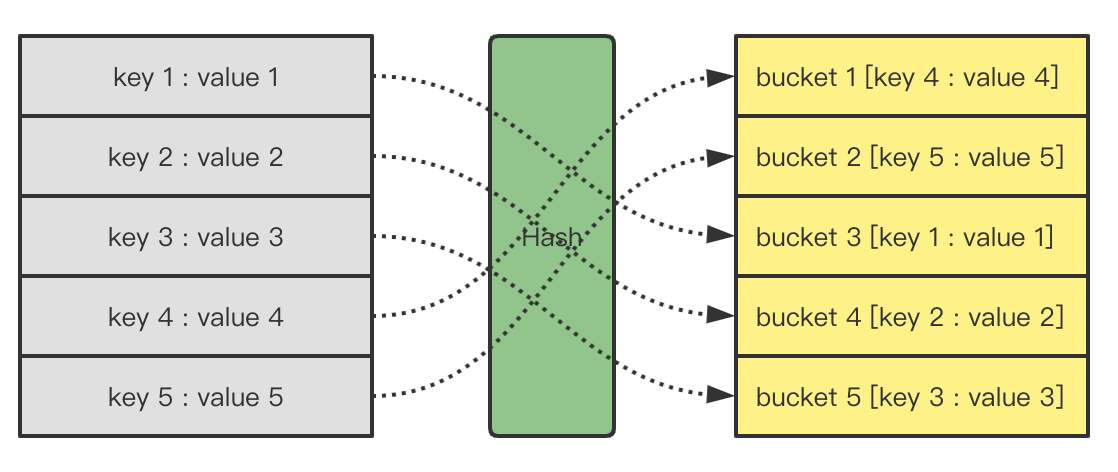 key 1 : value 1
key 2 : value 2
key 3 : value 3
key 4 : value 4
key 5 : value 5
Hash
bucket 1 [key 4 : value 4]
bucket 2 [key 5 : value 5]
bucket 3 [key 1 : value 1]
bucket 4 [key 2 : value 2]
bucket 5 [key 3 : value 3]